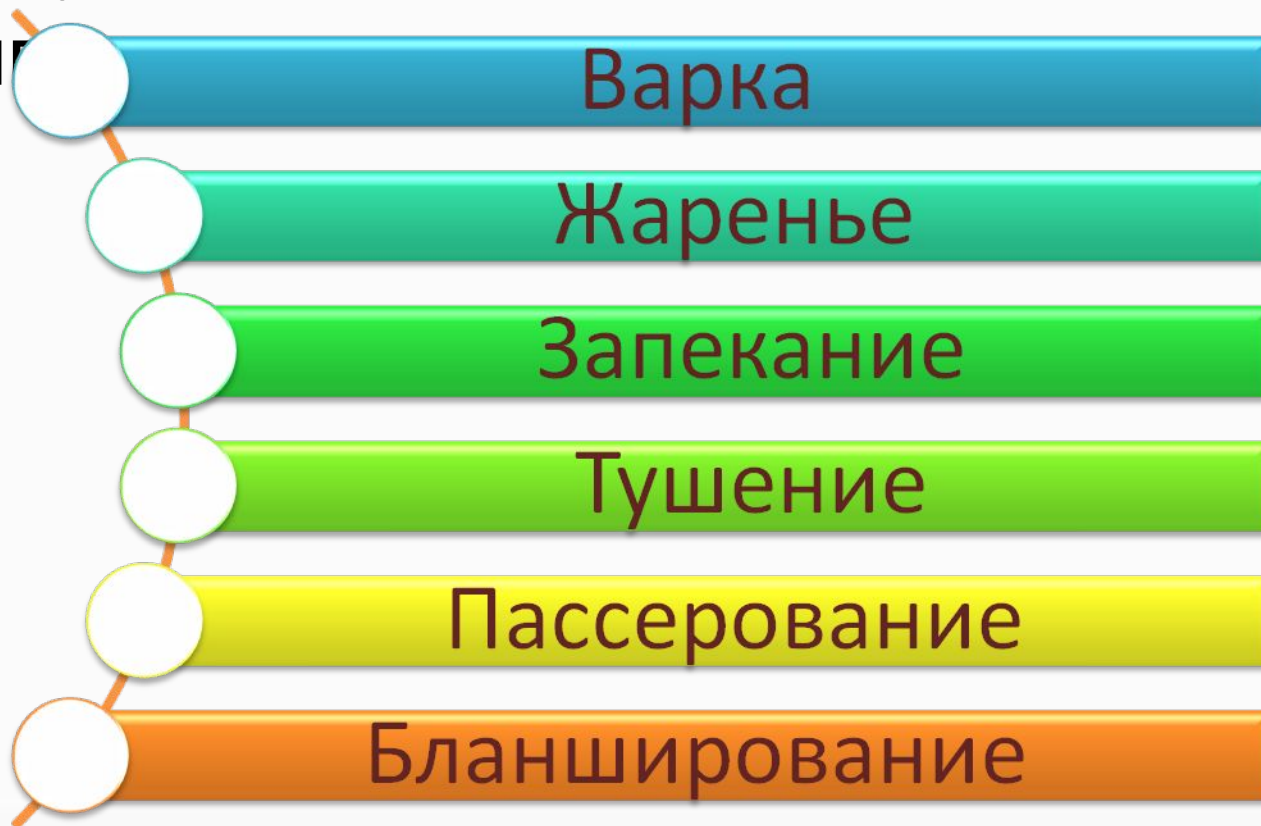 Варка
Жаренье
Запекание
Тушение
Пассерование
Бланширование